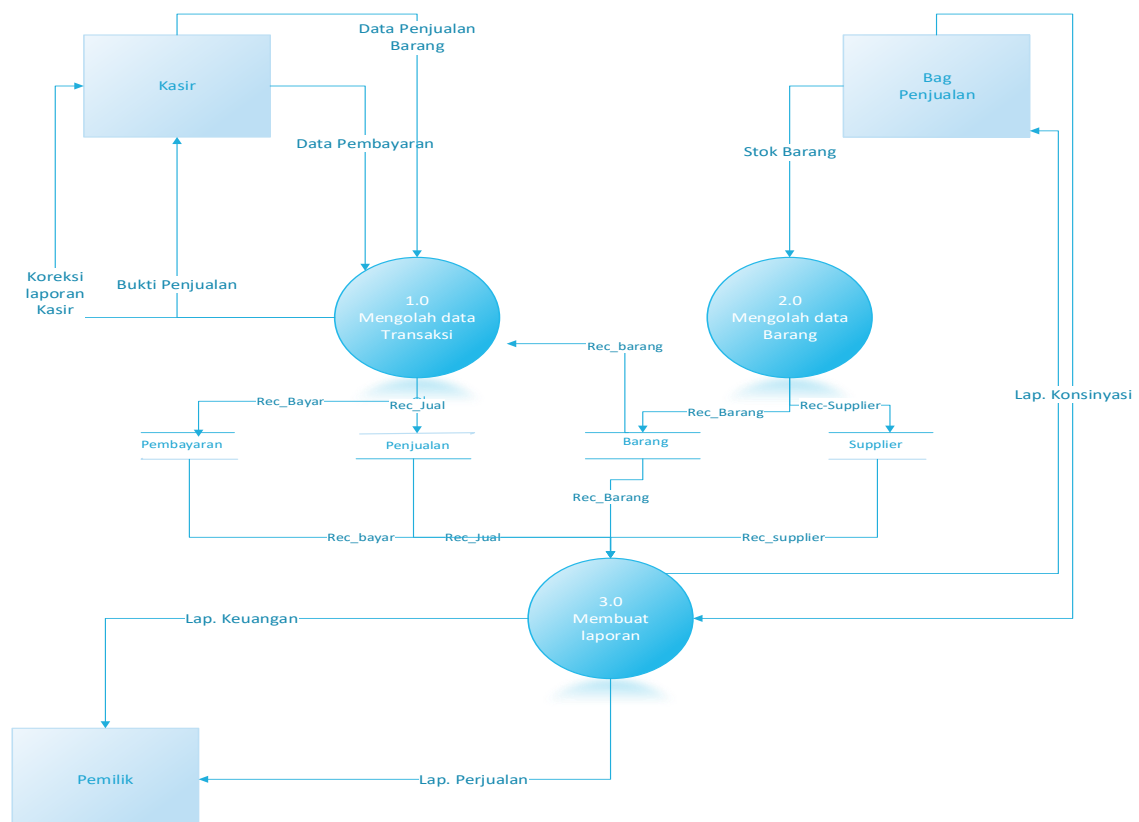 Data Penjualan
Barang
Kasir
Bag
Penjualan
Data Pembayaran
Stok Barang
Koreksi
laporan
Kasir
Bukti Penjualan
1.0
Mengolah data
Transaksi
2.0
Mengolah data
Barang
Rec_barang
Lap. Konsinyasi
Rec_Bayar
Rec_Jual
Rec_Barang
Rec-Supplier
Pembayaran
Penjualan
Barang
Supplier
Rec_Barang
Rec_bayar
Rec_Jual
Rec_supplier
3.0
Membuat
laporan
Lap. Keuangan
Pemilik
Lap. Perjualan